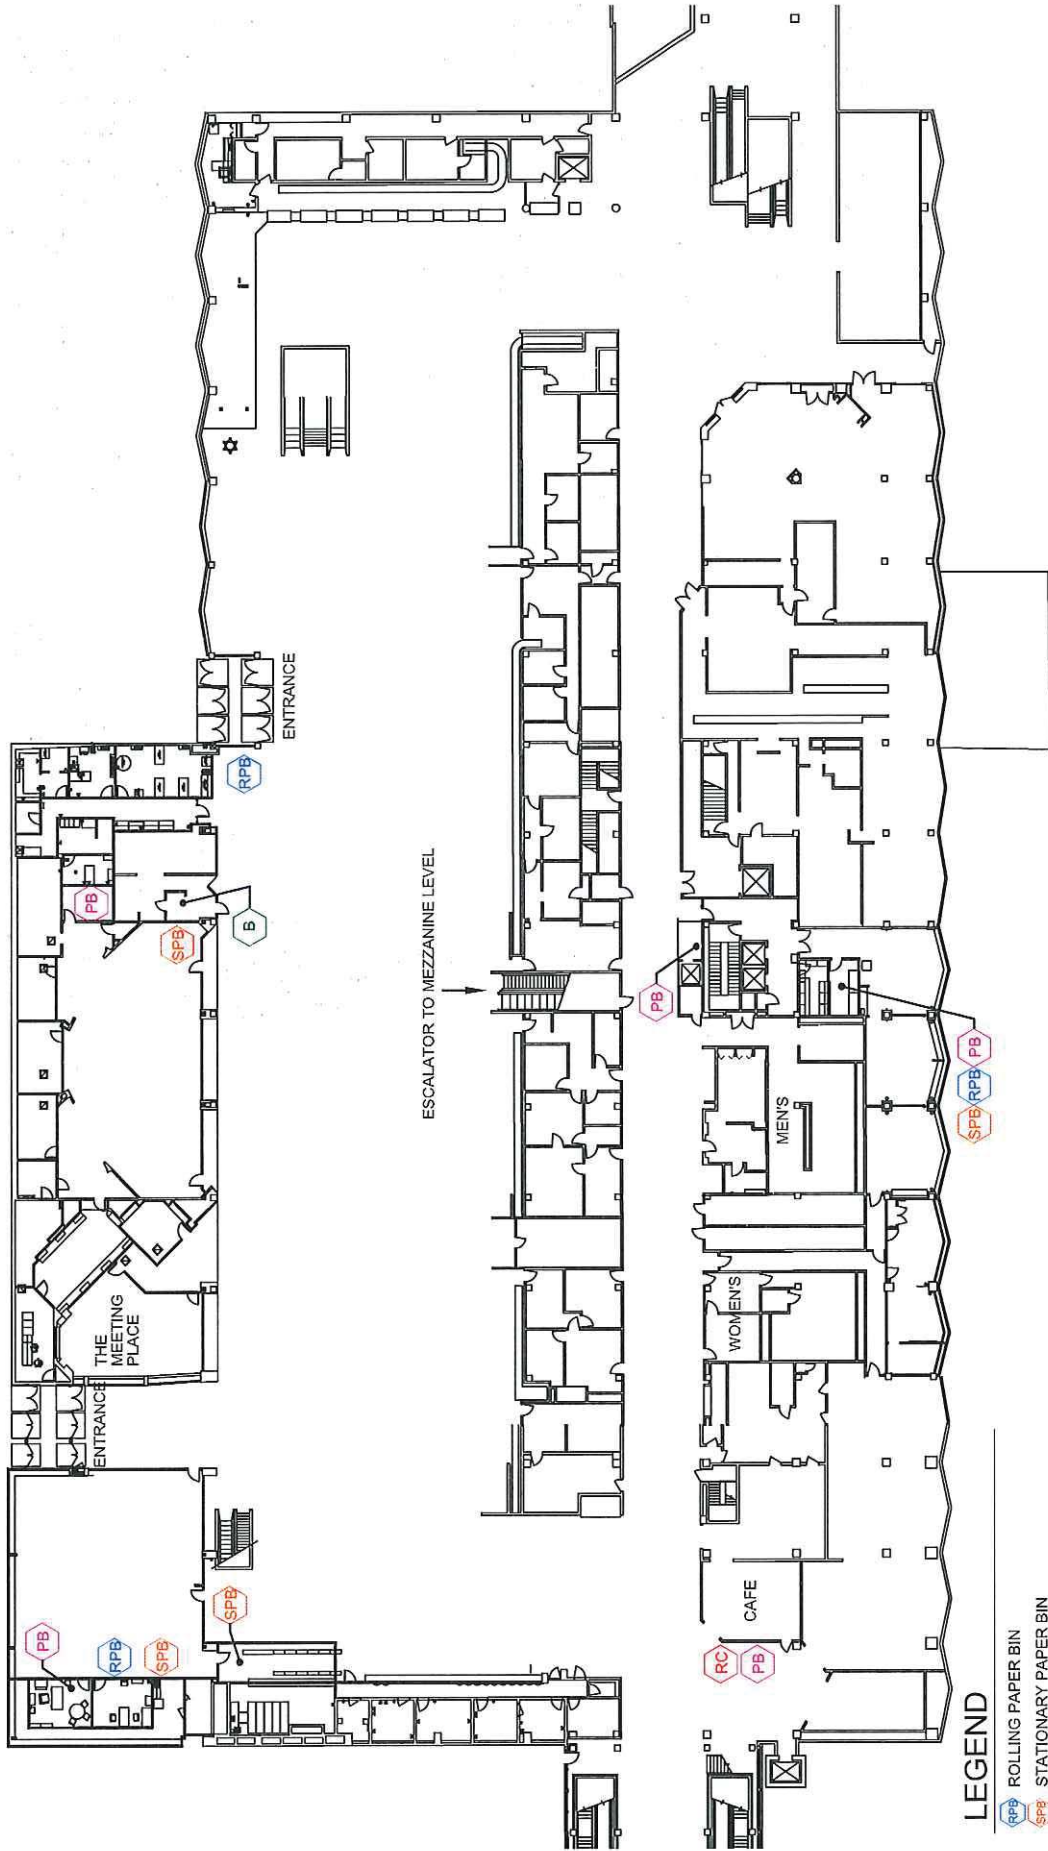 ENTRANCE
RPB
PB
SPB
B
ESCALATOR TO MEZZANINE LEVEL
PB
SPB
RPB
PB
MEN'S
WOMEN'S
THE
MEETING
PLACE
ENTRANCE
PB
RPB
SPB
SPB
CAFE
RC
PB
LEGEND
RPB ROLLING PAPER BIN
SPB STATIONARY PAPER BIN